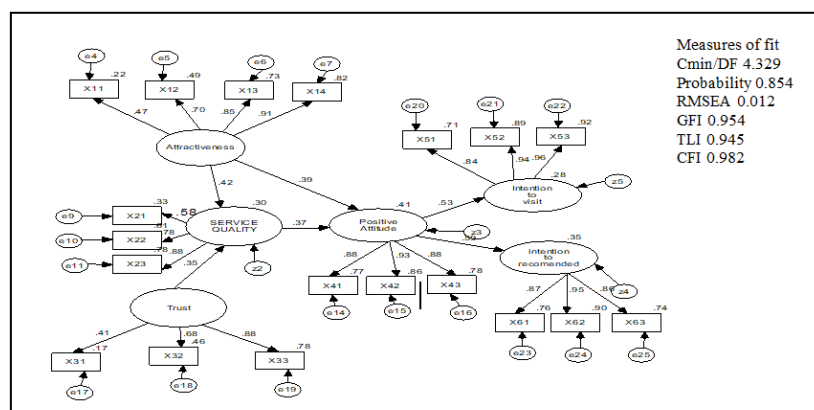 Measures of fit
Cmin/DF 4.329
Probability 0.854
RMSEA 0.012
GFI 0.954
TLI 0.945
CFI 0.982
e4 e5 e6 e7
.22 .49 .73 .82
X11 X12 X13 X14
.47 .70 .85 .91
Attractiveness
e20 e21 e22
.71 .89 .92
X51 X52 X53
.84 .94 .96
.28
z5
Intention
to
visit
.42 .39
.53
.33 .58 .30 .41
e9 X21
SERVICE
QUALITY
.37
Positive
Attitude
z3
e10 X22 .78
e11 X23 .88
.78
.35
z2
.35
Intention
to
recomended
z4
.88 .93 .88
.77 .86 .78
X41 X42 X43
e14 e15 e16
.87 .95 .86
.76 .90 .74
X61 X62 X63
e23 e24 e25
Trust
.41 .68 .88
.17 .46 .78
X31 X32 X33
e17 e18 e19